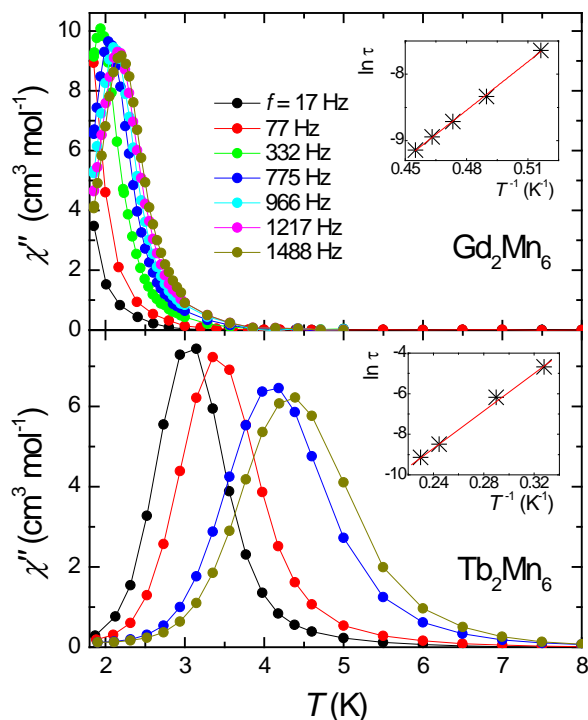 10
8
6
4
2
0
χ″ (cm³ mol⁻¹)
f = 17 Hz
77 Hz
332 Hz
775 Hz
966 Hz
1217 Hz
1488 Hz
ln τ
-8
-9
0.45 0.48 0.51
T⁻¹ (K⁻¹)
Gd₂Mn₆
6
4
2
0
χ″ (cm³ mol⁻¹)
ln τ
-4
-6
-8
-10
0.24 0.28 0.32
T⁻¹ (K⁻¹)
Tb₂Mn₆
2 3 4 5 6 7 8
T (K)